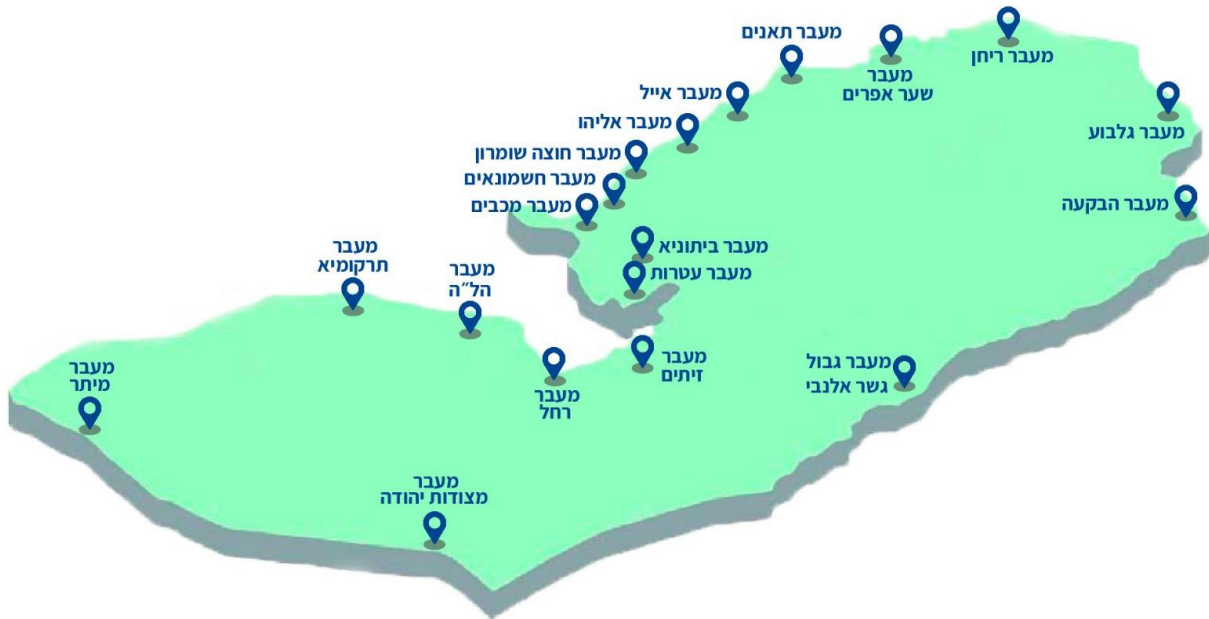 מעבר ריחן
מעבר תאנים
מעבר
שער אפרים
מעבר אייל
מעבר גלבוע
מעבר אליהו
מעבר חוצה שומרון
מעבר חשמונאים
מעבר מכבים
מעבר הבקעה
מעבר ביתוניא
מעבר עטרות
מעבר
תרקומיא
מעבר
הל״ה
מעבר
זיתים
מעבר גבול
גשר אלנבי
מעבר
רחל
מעבר
מיתר
מעבר
מצודות יהודה